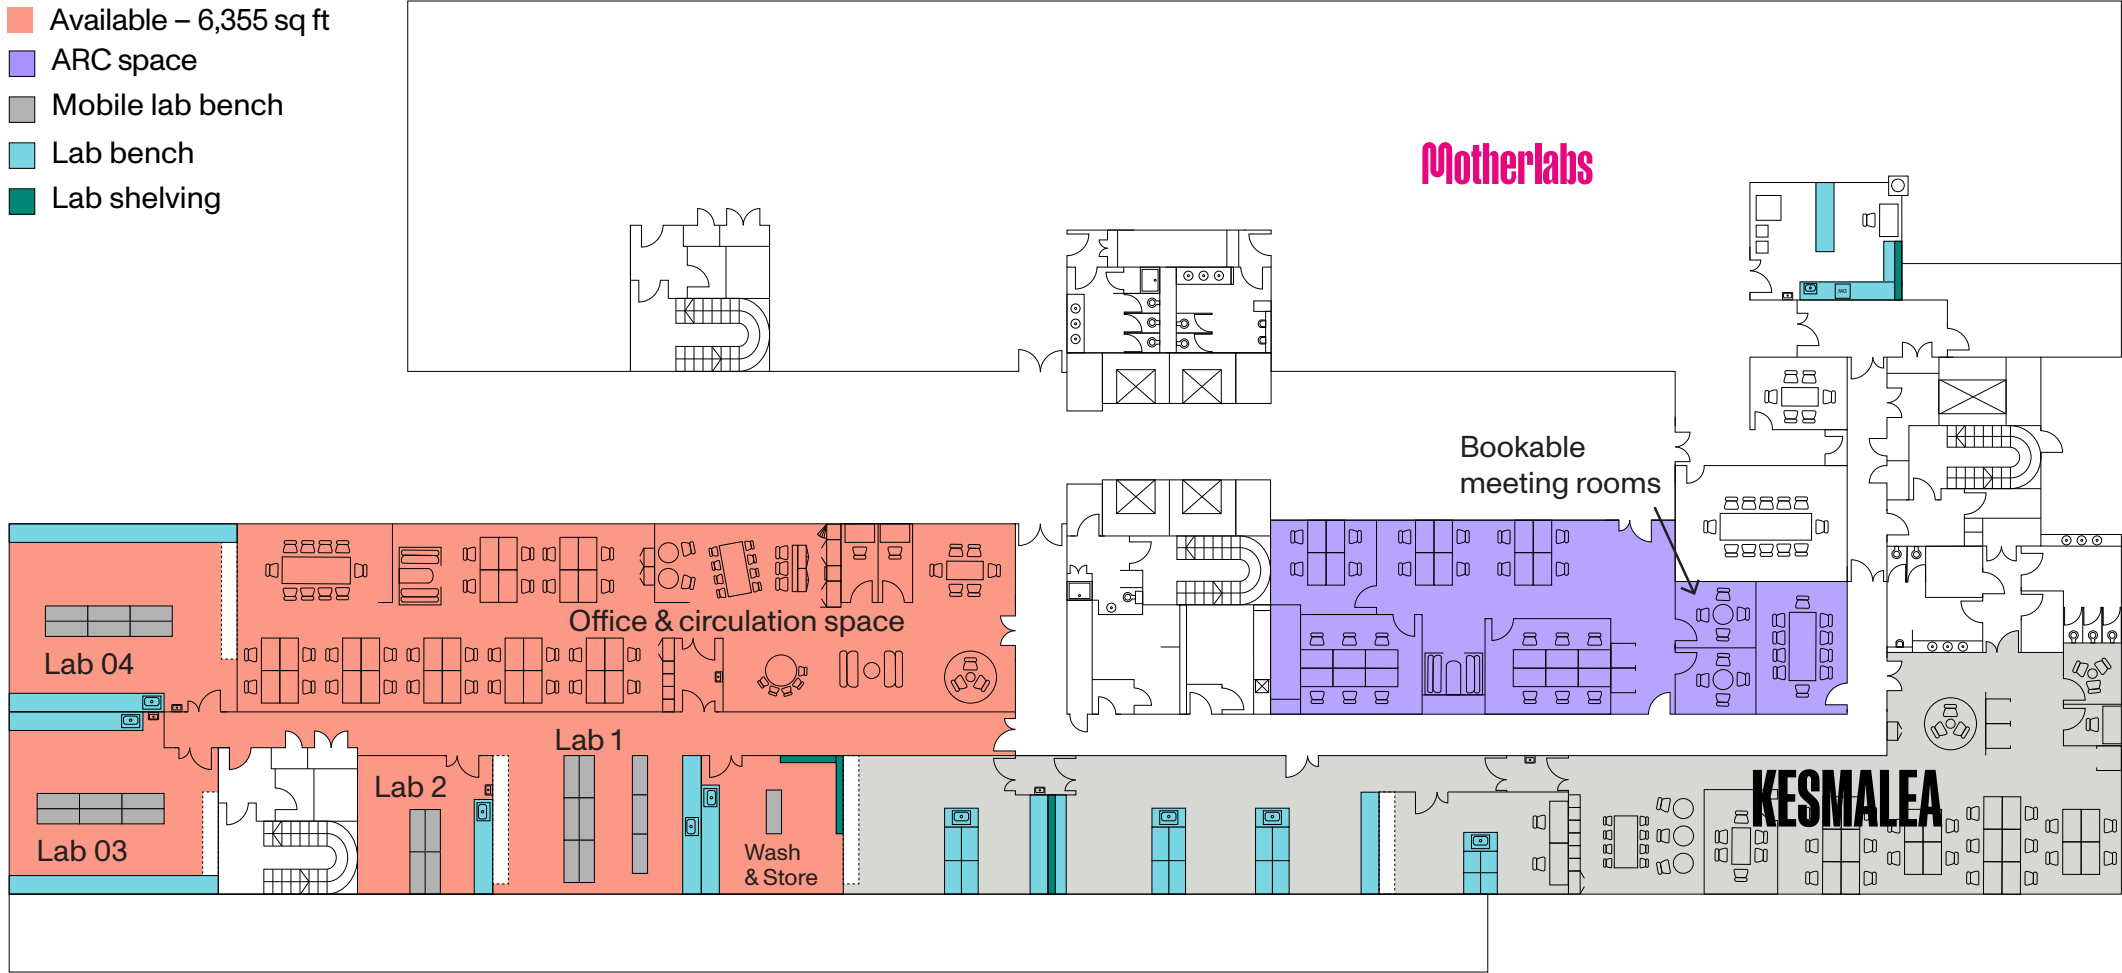 Available – 6,355 sq ft
ARC space
Mobile lab bench
Lab bench
Lab shelving
Motherlabs
Bookable
meeting rooms
Office & circulation space
Lab 04
Lab 1
Lab 2
Lab 03
Wash
& Store
KESMALEA
DW